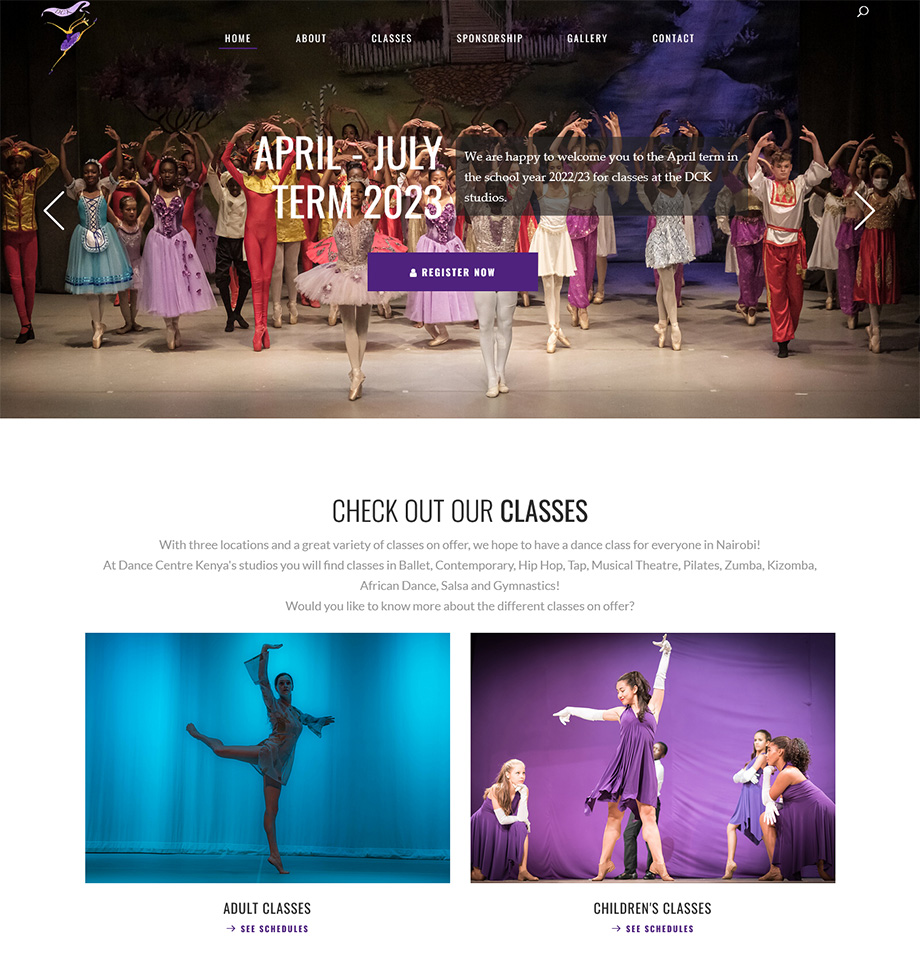 DCK
HOME
ABOUT
CLASSES
SPONSORSHIP
GALLERY
CONTACT
APRIL - JULY
TERM 2023
We are happy to welcome you to the April term in
the school year 2022/23 for classes at the DCK
studios.
REGISTER NOW
CHECK OUT OUR CLASSES
With three locations and a great variety of classes on offer, we hope to have a dance class for everyone in Nairobi!
At Dance Centre Kenya's studios you will find classes in Ballet, Contemporary, Hip Hop, Tap, Musical Theatre, Pilates, Zumba, Kizomba,
African Dance, Salsa and Gymnastics!
Would you like to know more about the different classes on offer?
ADULT CLASSES
→ SEE SCHEDULES
CHILDREN'S CLASSES
→ SEE SCHEDULES